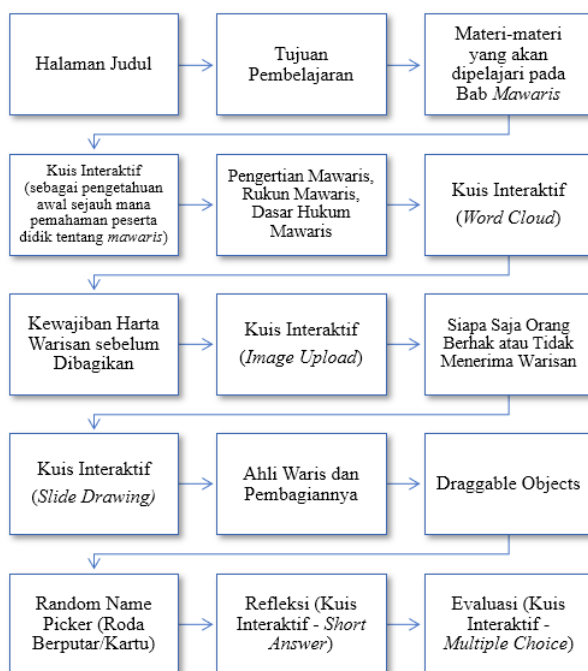 Halaman Judul
Tujuan
Pembelajaran
Materi-materi
yang akan
dipelajari pada
Bab Mawaris
Kuis Interaktif
(sebagai pengetahuan
awal sejauh mana
pemahaman peserta
didik tentang mawaris)
Pengertian Mawaris,
Rukun Mawaris,
Dasar Hukum
Mawaris
Kuis Interaktif
(Word Cloud)
Kewajiban Harta
Warisan sebelum
Dibagikan
Kuis Interaktif
(Image Upload)
Siapa Saja Orang
Berhak atau Tidak
Menerima Warisan
Kuis Interaktif
(Slide Drawing)
Ahli Waris dan
Pembagiannya
Draggable Objects
Random Name
Picker (Roda
Berputar/Kartu)
Refleksi (Kuis
Interaktif - Short
Answer)
Evaluasi (Kuis
Interaktif -
Multiple Choice)